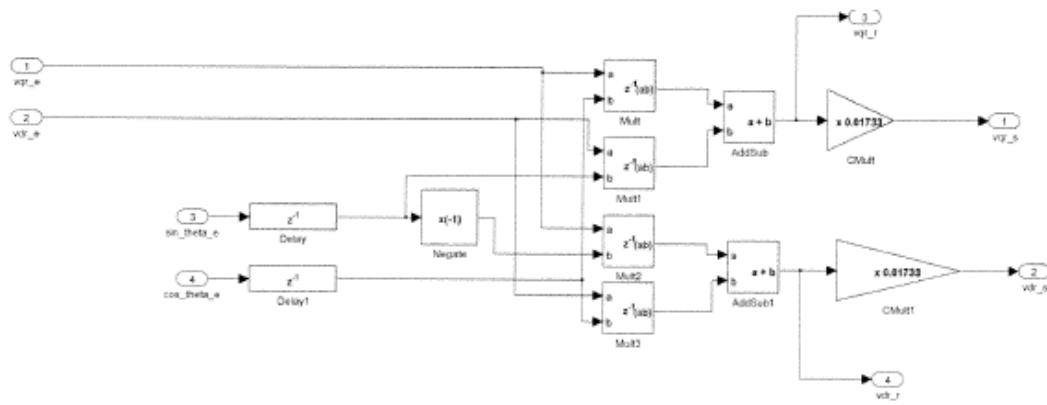 3
vqr_r
1
vqr_e
a
z⁻¹(ab)
b
Mult
a
a + b
b
AddSub
x 0.01733
CMult
1
vqr_s
2
vdr_e
a
z⁻¹(ab)
b
Mult1
3
sin_theta_e
z⁻¹
Delay
x(-1)
Negate
a
z⁻¹(ab)
b
Mult2
a
a + b
b
AddSub1
x 0.01733
CMult1
2
vdr_s
4
cos_theta_e
z⁻¹
Delay1
a
z⁻¹(ab)
b
Mult3
4
vdr_r